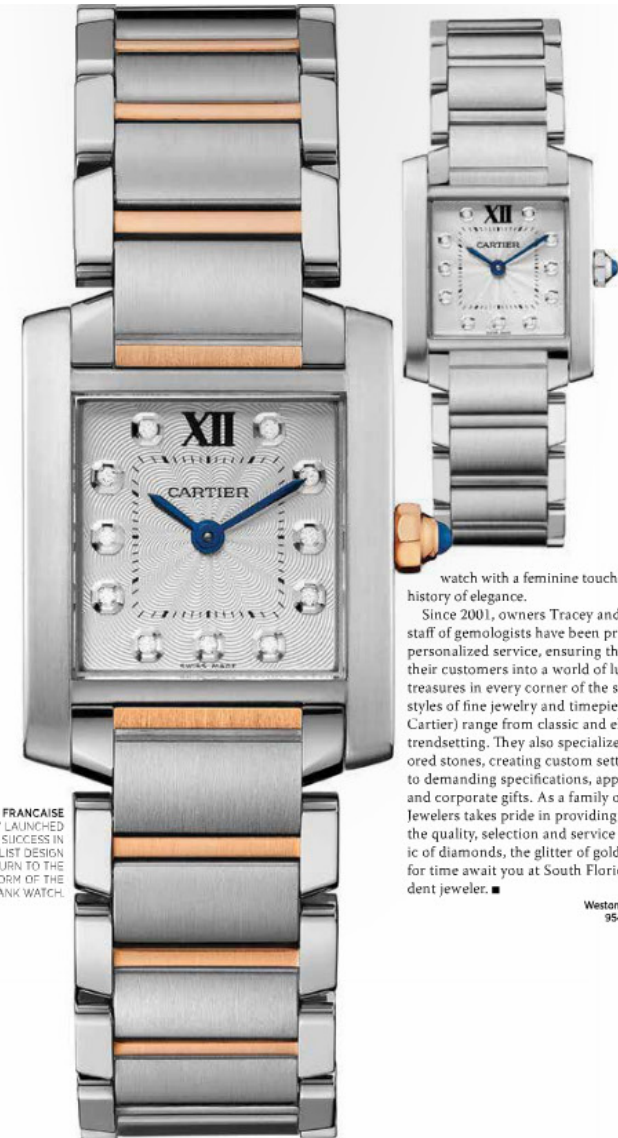 XII
CARTIER
SWISS MADE
XII
CARTIER
FRANCAISE
LAUNCHED
SUCCESS IN
LIST DESIGN
URN TO THE
ORM OF THE
ANK WATCH.
watch with a feminine touch
history of elegance.
Since 2001, owners Tracey and
staff of gemologists have been pr
personalized service, ensuring th
their customers into a world of lu
treasures in every corner of the s
styles of fine jewelry and timepie
Cartier) range from classic and el
trendsetting. They also specialize
ored stones, creating custom sett
to demanding specifications, app
and corporate gifts. As a family o
Jewelers takes pride in providing
the quality, selection and service
ic of diamonds, the glitter of gold
for time await you at South Floric
dent jeweler. ■
Weston
954